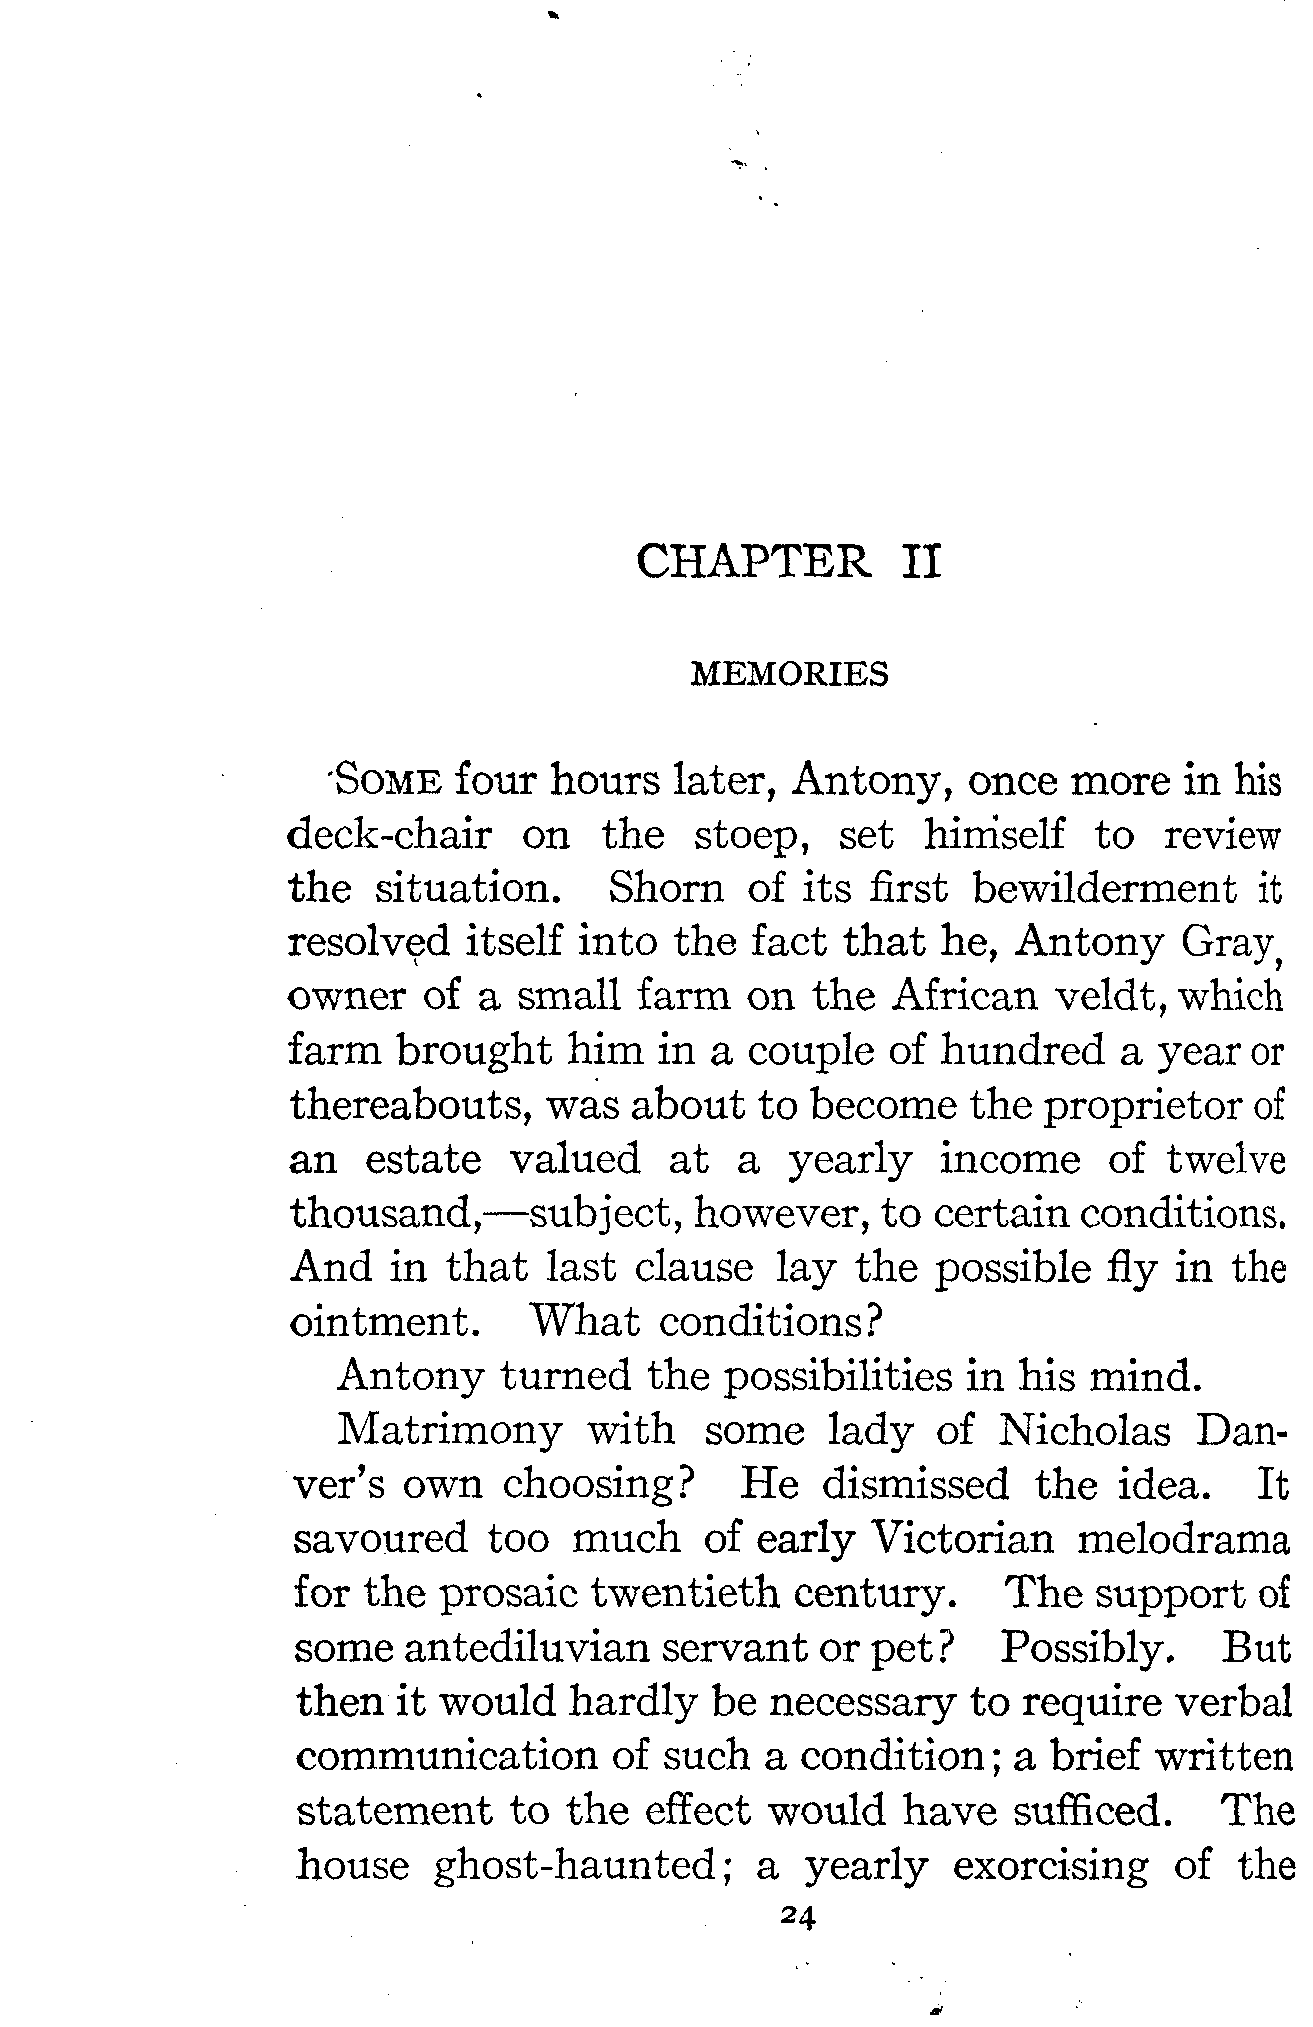 CHAPTER II
MEMORIES
SOME four hours later, Antony, once more in his
deck-chair on the stoep, set himself to review
the situation. Shorn of its first bewilderment it
resolved itself into the fact that he, Antony Gray,
owner of a small farm on the African veldt, which
farm brought him in a couple of hundred a year or
thereabouts, was about to become the proprietor of
an estate valued at a yearly income of twelve
thousand,—subject, however, to certain conditions.
And in that last clause lay the possible fly in the
ointment. What conditions?
Antony turned the possibilities in his mind.
Matrimony with some lady of Nicholas Dan-
ver's own choosing? He dismissed the idea. It
savoured too much of early Victorian melodrama
for the prosaic twentieth century. The support of
some antediluvian servant or pet? Possibly. But
then it would hardly be necessary to require verbal
communication of such a condition; a brief written
statement to the effect would have sufficed. The
house ghost-haunted; a yearly exorcising of the
24